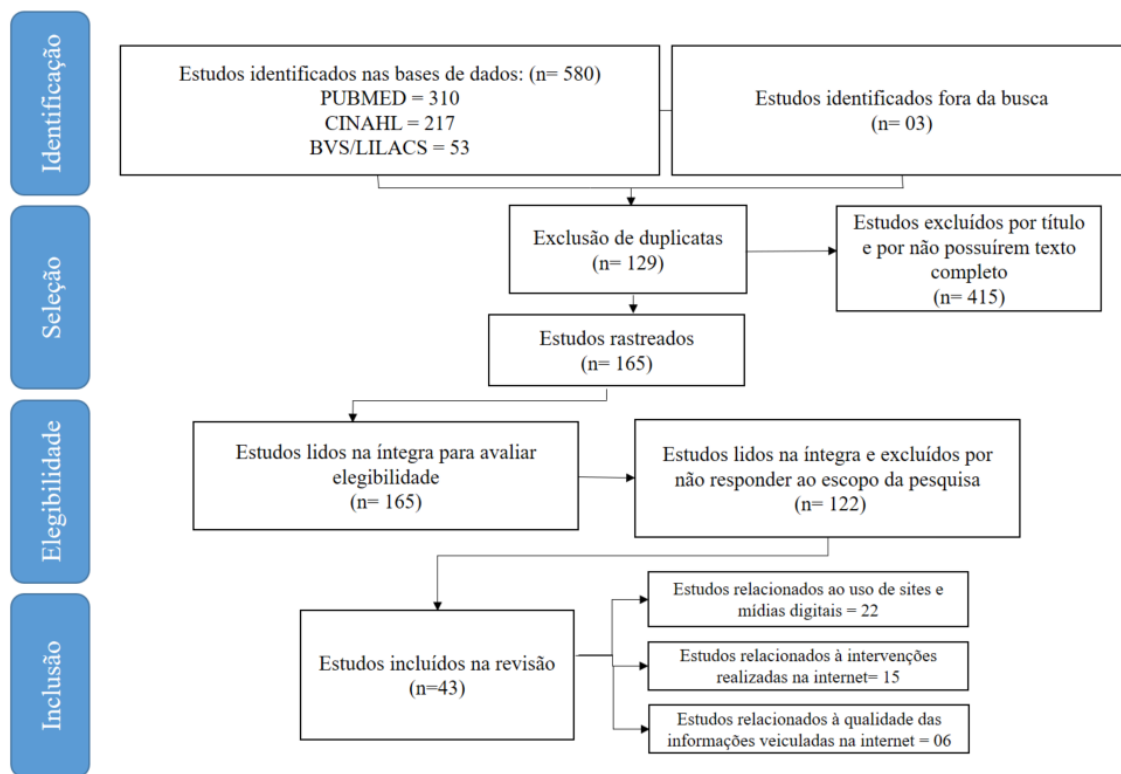 Identificação
Estudos identificados nas bases de dados: (n= 580)
PUBMED = 310
CINAHL = 217
BVS/LILACS = 53
Estudos identificados fora da busca
(n= 03)
Seleção
Exclusão de duplicatas
(n= 129)
Estudos excluídos por título
e por não possuírem texto
completo
(n= 415)
Estudos rastreados
(n= 165)
Elegibilidade
Estudos lidos na íntegra para avaliar
elegibilidade
(n= 165)
Estudos lidos na íntegra e excluídos por
não responder ao escopo da pesquisa
(n= 122)
Inclusão
Estudos incluídos na revisão
(n=43)
Estudos relacionados ao uso de sites e
mídias digitais = 22
Estudos relacionados à intervenções
realizadas na internet= 15
Estudos relacionados à qualidade das
informações veiculadas na internet = 06